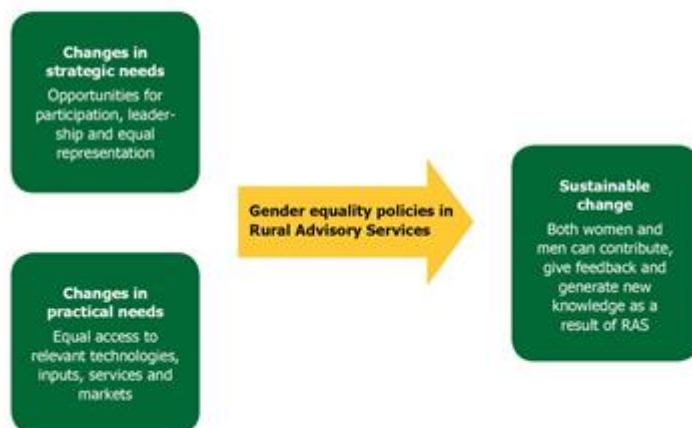 Changes in
strategic needs
Opportunities for
participation, leader-
ship and equal
representation
Gender equality policies in
Rural Advisory Services
Changes in
practical needs
Equal access to
relevant technologies,
inputs, services and
markets
Sustainable
change
Both women and
men can contribute,
give feedback and
generate new
knowledge as a
result of RAS